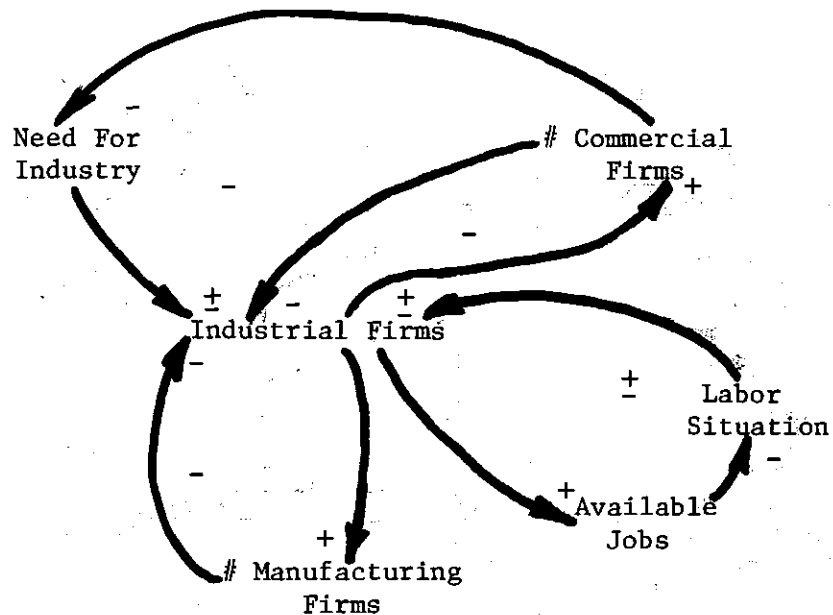 -
Need For
Industry
# Commercial
Firms
+
-
-
±
-
±
Industrial Firms
-
±
Labor
Situation
-
-
+
Available
Jobs
+
# Manufacturing
Firms